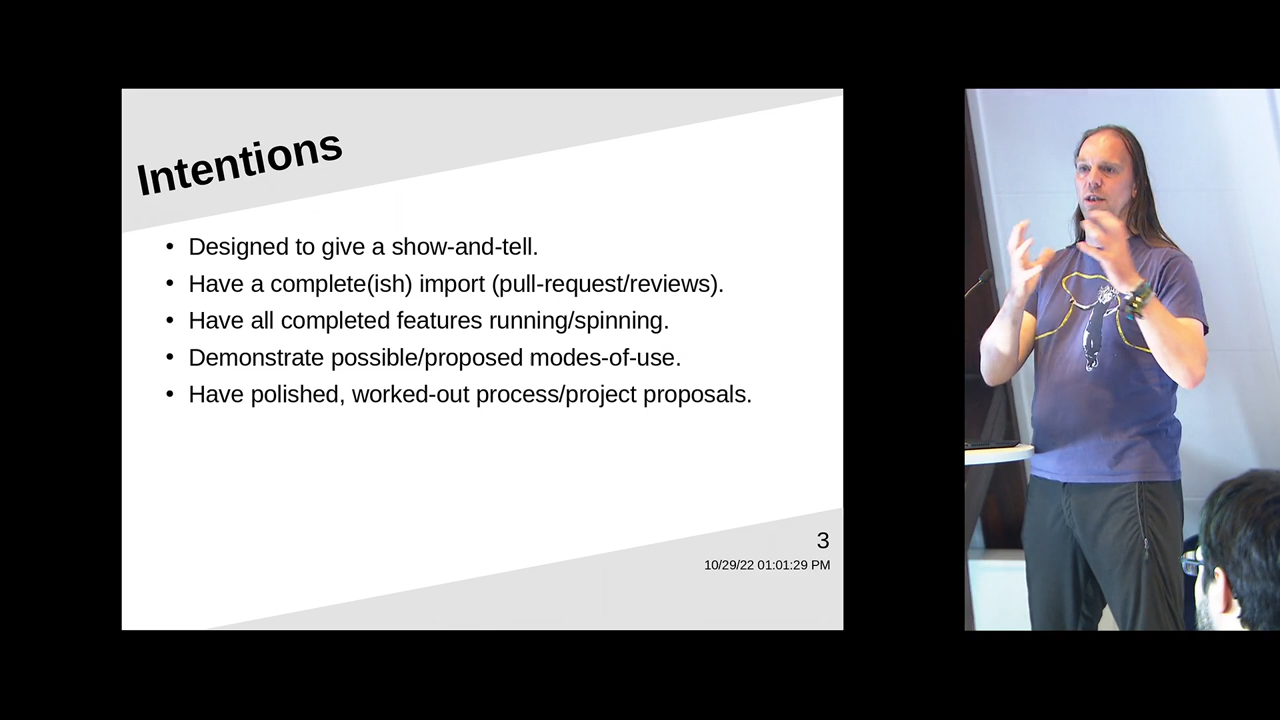 Intentions
• Designed to give a show-and-tell.
• Have a complete(ish) import (pull-request/reviews).
• Have all completed features running/spinning.
• Demonstrate possible/proposed modes-of-use.
• Have polished, worked-out process/project proposals.
3
10/29/22 01:01:29 PM